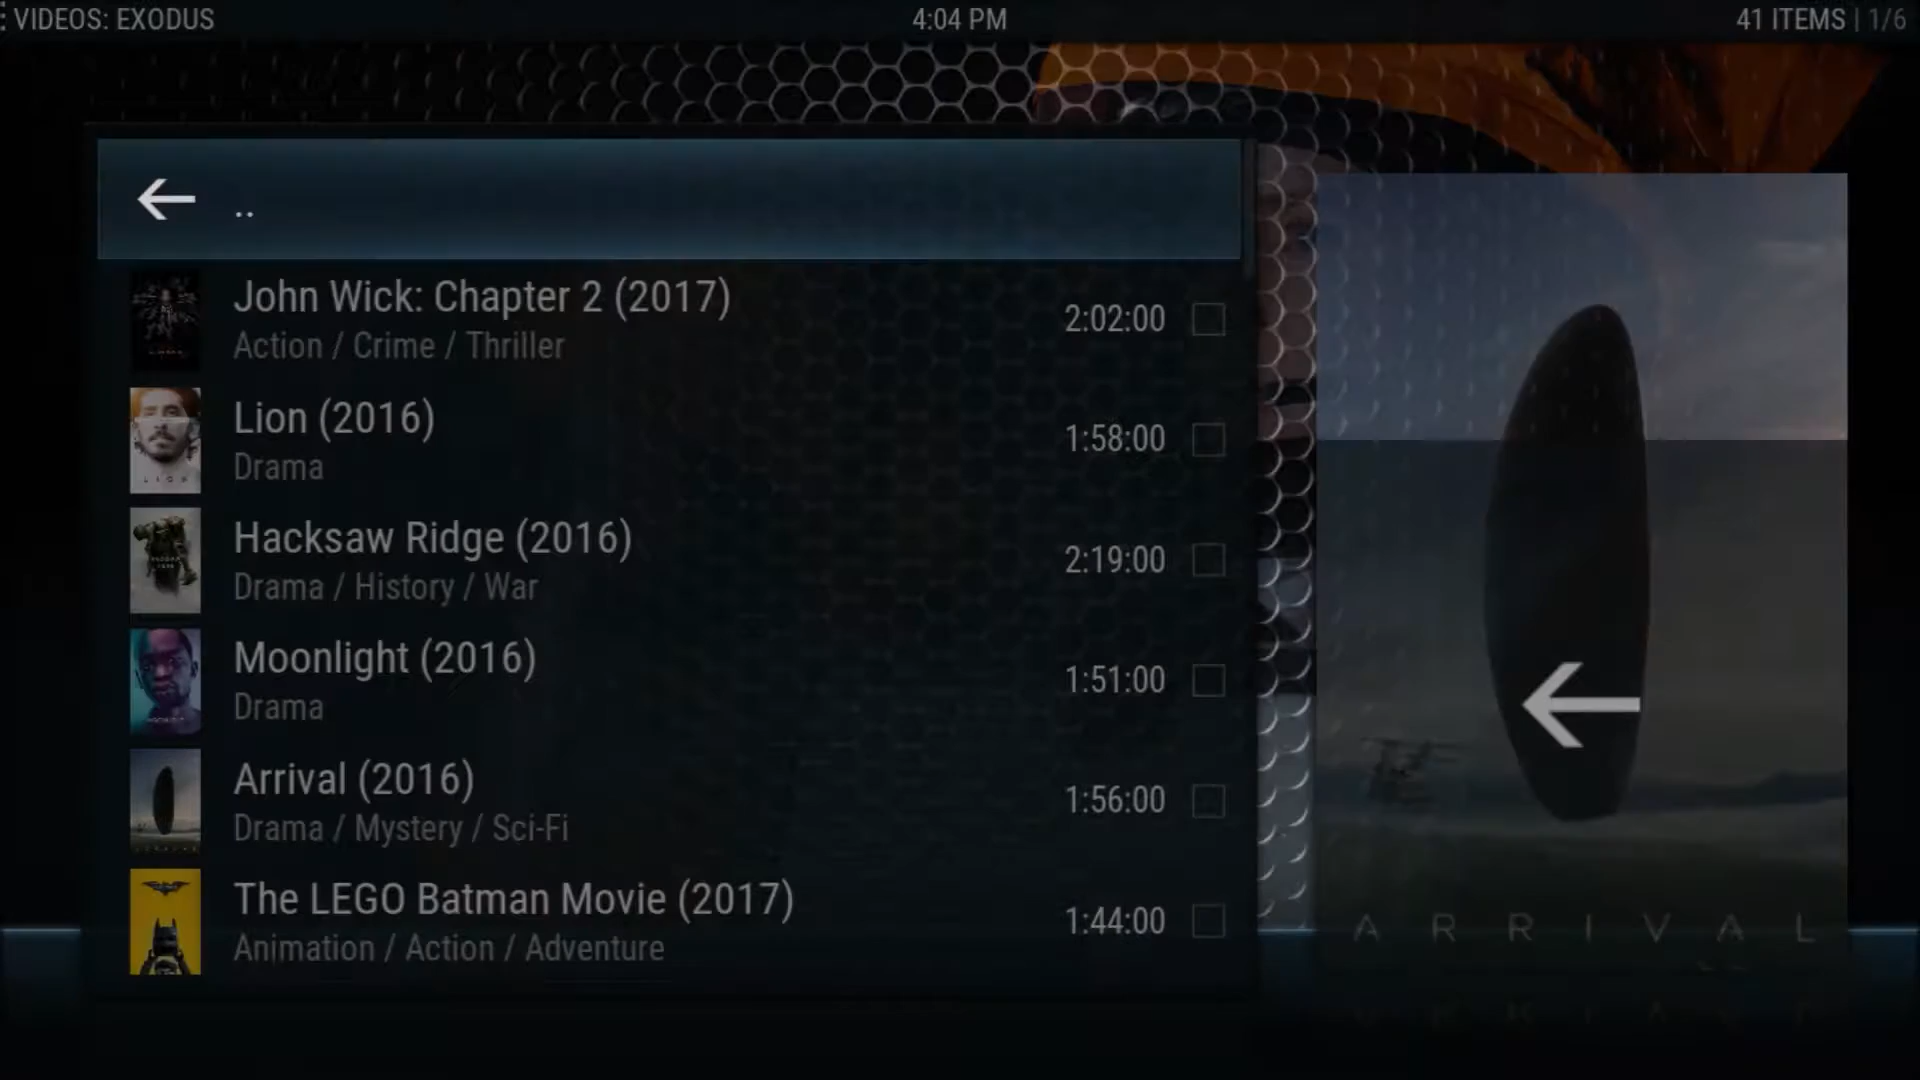 VIDEOS: EXODUS
4:04 PM
41 ITEMS | 1/6
..
John Wick: Chapter 2 (2017)
Action / Crime / Thriller
2:02:00
Lion (2016)
Drama
1:58:00
LION
Hacksaw Ridge (2016)
Drama / History / War
2:19:00
Moonlight (2016)
Drama
1:51:00
Arrival (2016)
Drama / Mystery / Sci-Fi
1:56:00
The LEGO Batman Movie (2017)
Animation / Action / Adventure
1:44:00
ARRIVAL